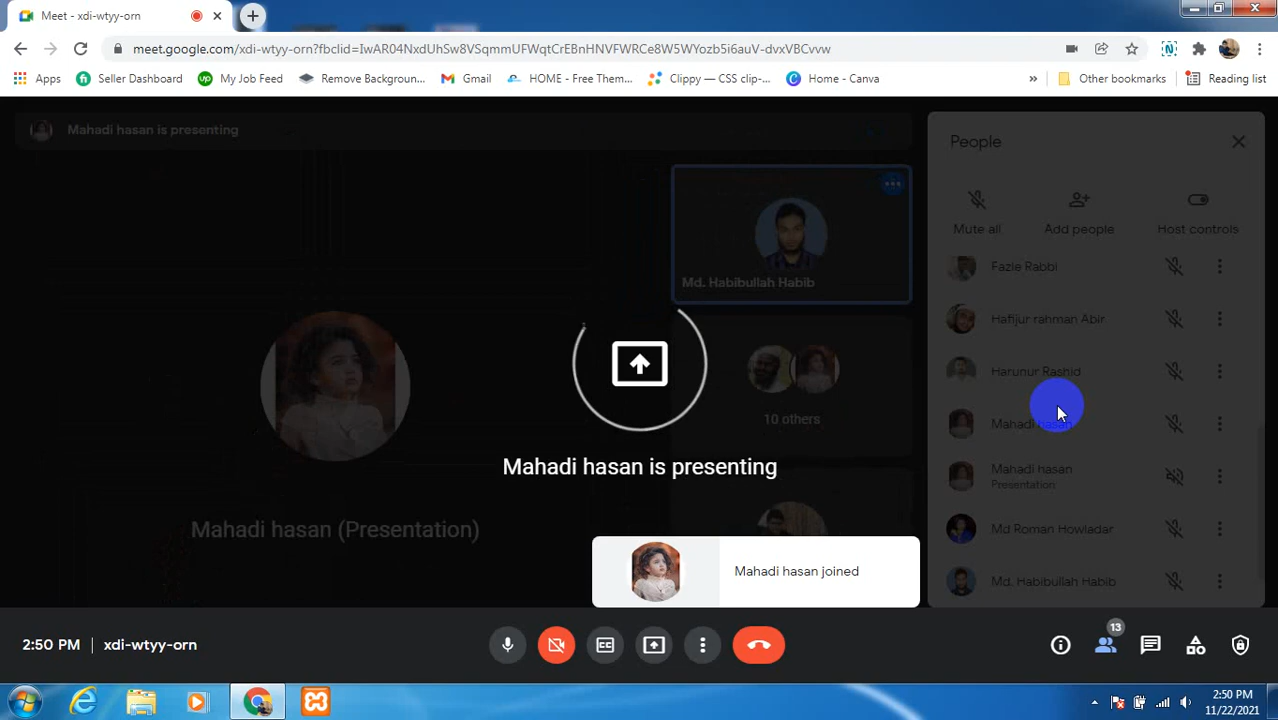 Meet - xdi-wtyy-orn
meet.google.com/xdi-wtyy-orn?fbclid=IwAR04NxdUhSw8VSqmmUFWqtCrEBnHNVFWRCe8W5WYozb5i6auV-dvxVBCvvw
Apps Seller Dashboard My Job Feed Remove Backgroun... Gmail HOME - Free Them... Clippy — CSS clip-... Home - Canva » Other bookmarks Reading list
Mahadi hasan is presenting
People
Mute all Add people Host controls
Md. Habibullah Habib
Fazle Rabbi
Hafijur rahman Abir
Harunur Rashid
10 others
Mahadi hasan
Mahadi hasan is presenting
Mahadi hasan
Presentation
Mahadi hasan (Presentation)
Md Roman Howladar
Mahadi hasan joined
Md. Habibullah Habib
2:50 PM | xdi-wtyy-orn
CC
13
2:50 PM
11/22/2021